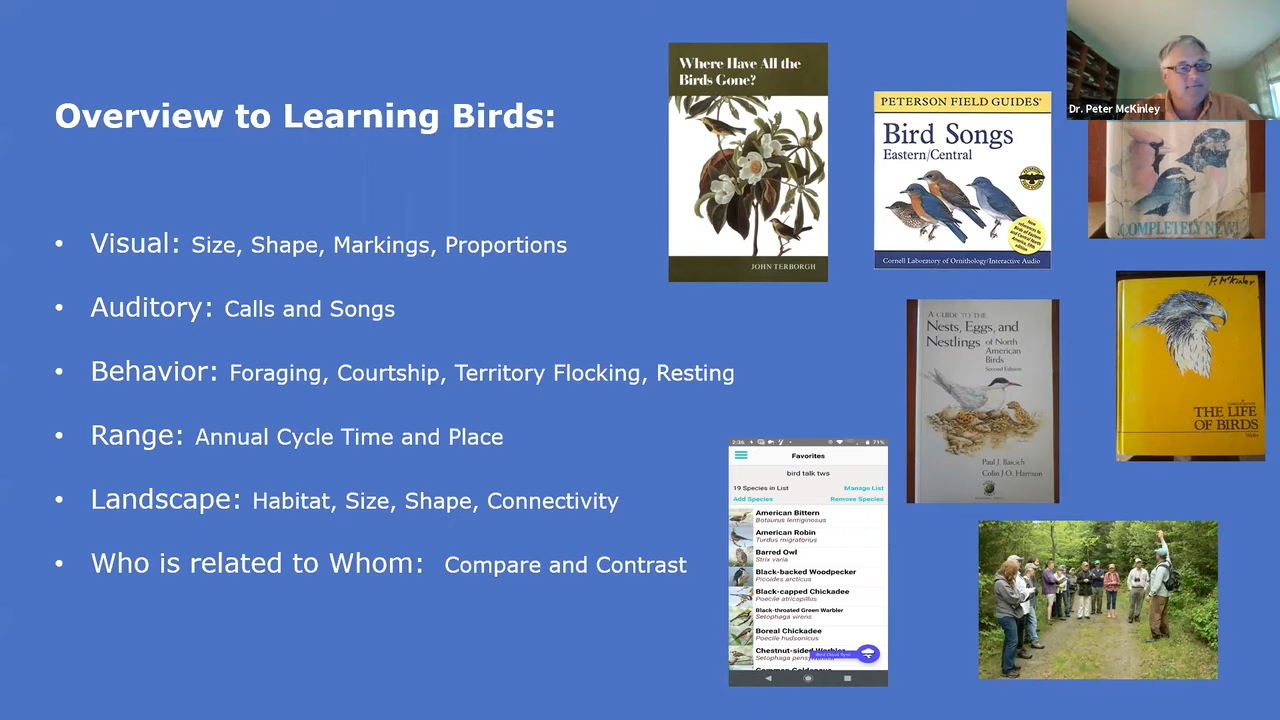 Overview to Learning Birds:
• Visual: Size, Shape, Markings, Proportions
• Auditory: Calls and Songs
• Behavior: Foraging, Courtship, Territory Flocking, Resting
• Range: Annual Cycle Time and Place
• Landscape: Habitat, Size, Shape, Connectivity
• Who is related to Whom: Compare and Contrast
Where Have All the
Birds Gone?
JOHN TERBORGH
PETERSON FIELD GUIDES®
Bird Songs
Eastern/Central
Cornell Laboratory of Ornithology/Interactive Audio
Dr. Peter McKinley
COMPLETELY NEW!
A GUIDE TO THE
Nests, Eggs, and
Nestlings of North
American
Birds
Second Edition
Paul J. Baicich
Colin J.O. Harrison
P. McKinley
THE LIFE
OF BIRDS
Welty
2:36
71%
Favorites
bird talk tws
19 Species in List
Manage List
Add Species
Remove Species
American Bittern
Botaurus lentiginosus
American Robin
Turdus migratorius
Barred Owl
Strix varia
Black-backed Woodpecker
Picoides arcticus
Black-capped Chickadee
Poecile atricapillus
Black-throated Green Warbler
Setophaga virens
Boreal Chickadee
Poecile hudsonicus
Chestnut-sided Warbler
Setophaga pensylvanica